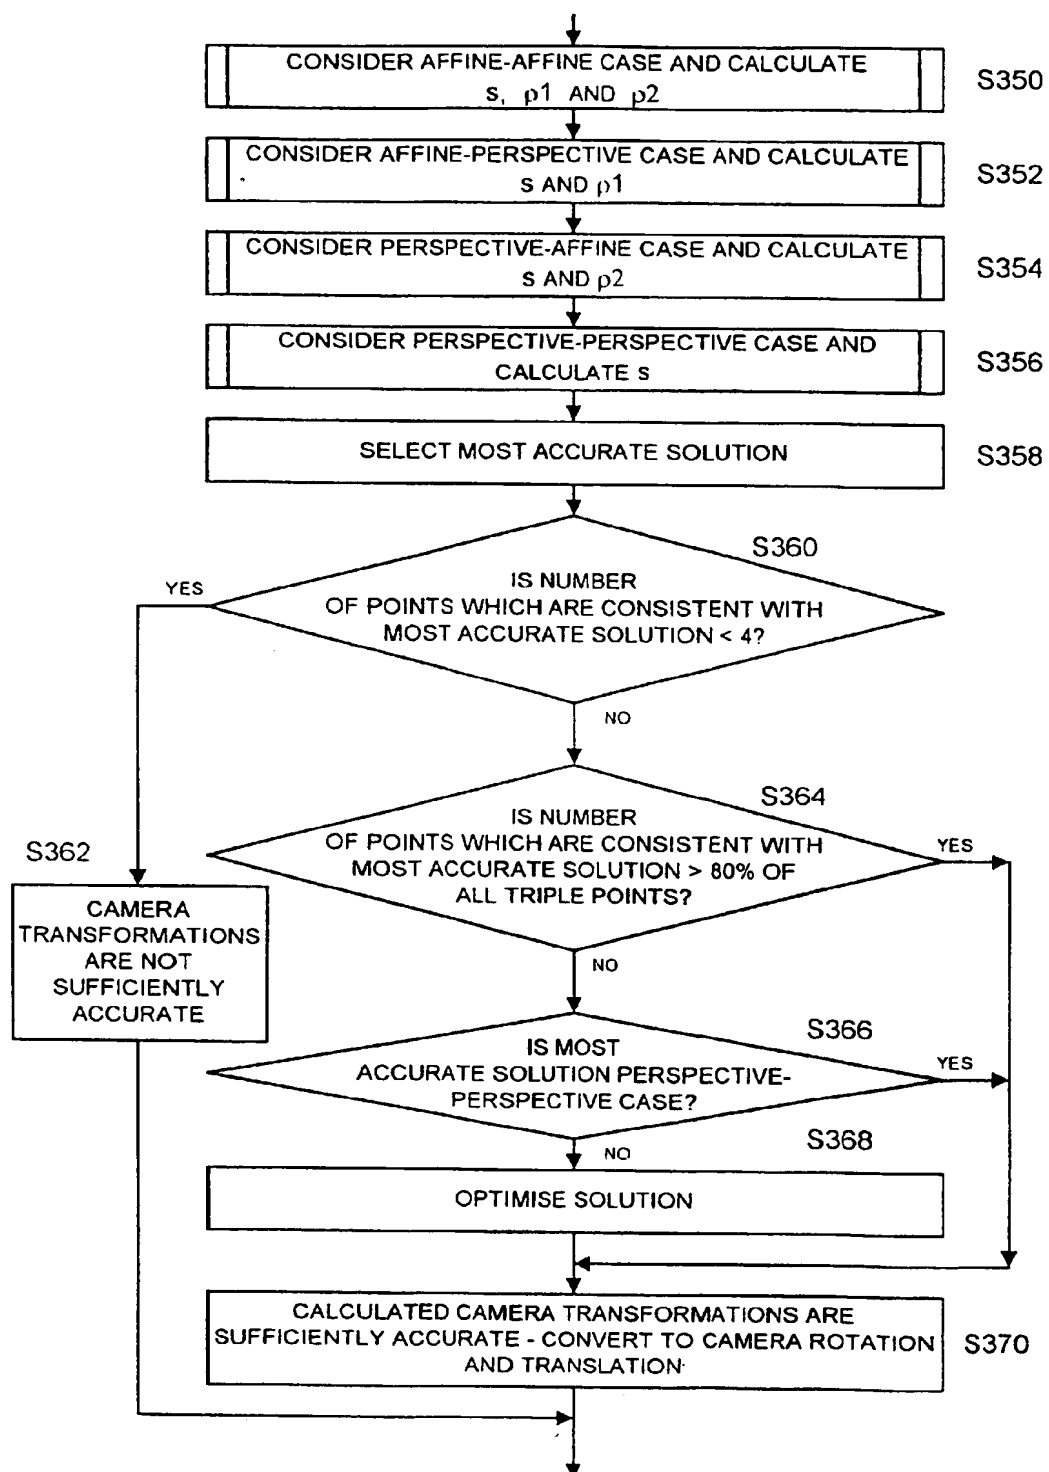 CONSIDER AFFINE-AFFINE CASE AND CALCULATE
s, ρ1 AND ρ2
S350
CONSIDER AFFINE-PERSPECTIVE CASE AND CALCULATE
s AND ρ1
S352
CONSIDER PERSPECTIVE-AFFINE CASE AND CALCULATE
s AND ρ2
S354
CONSIDER PERSPECTIVE-PERSPECTIVE CASE AND
CALCULATE s
S356
SELECT MOST ACCURATE SOLUTION
S358
S360
YES
IS NUMBER
OF POINTS WHICH ARE CONSISTENT WITH
MOST ACCURATE SOLUTION < 4?
NO
S364
IS NUMBER
OF POINTS WHICH ARE CONSISTENT WITH
MOST ACCURATE SOLUTION > 80% OF
ALL TRIPLE POINTS?
YES
S362
CAMERA
TRANSFORMATIONS
ARE NOT
SUFFICIENTLY
ACCURATE
NO
S366
IS MOST
ACCURATE SOLUTION PERSPECTIVE-
PERSPECTIVE CASE?
YES
S368
NO
OPTIMISE SOLUTION
CALCULATED CAMERA TRANSFORMATIONS ARE
SUFFICIENTLY ACCURATE - CONVERT TO CAMERA ROTATION
AND TRANSLATION
S370